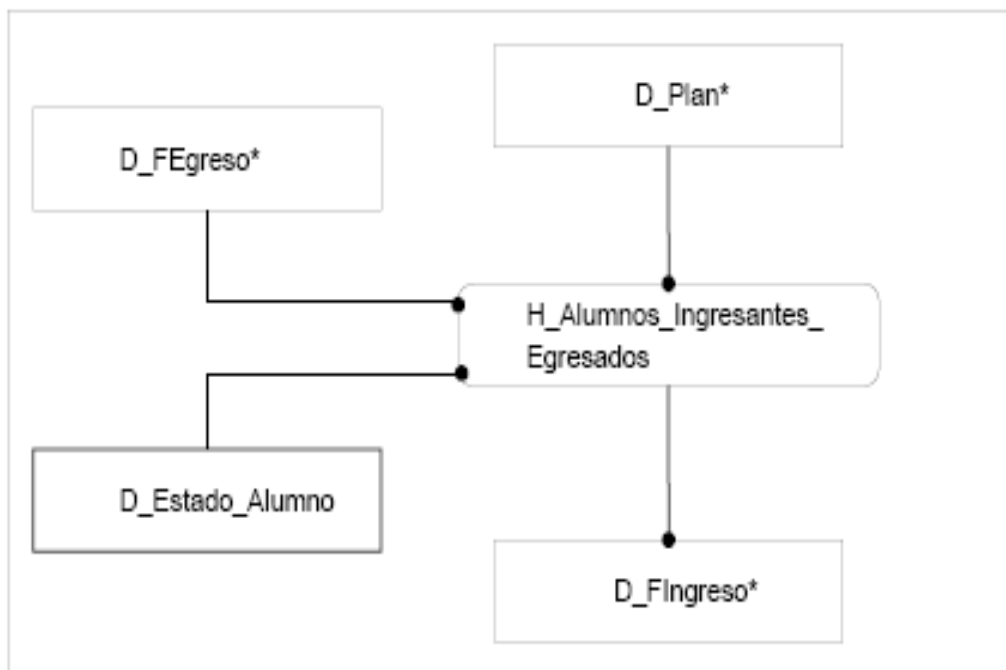 D_Plan*
D_FEgreso*
H_Alumnos_Ingresantes_
Egresados
D_Estado_Alumno
D_FIngreso*